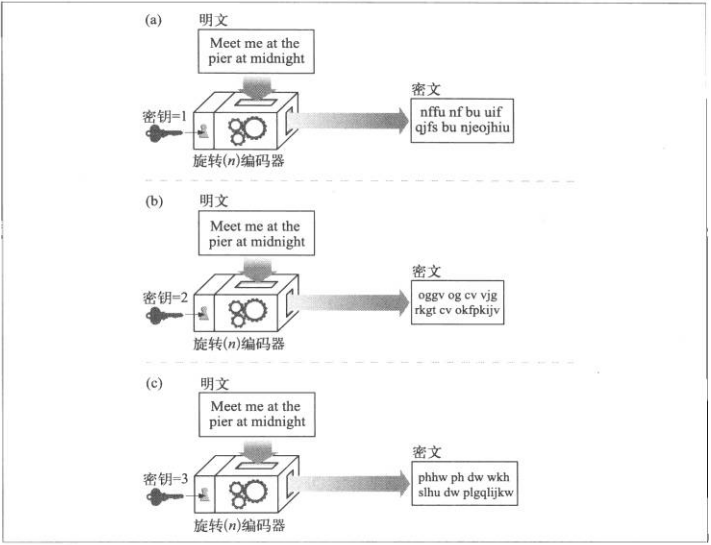 (a)
明文
Meet me at the
pier at midnight
密钥=1
旋转(n)编码器
密文
nffu nf bu uif
qjfs bu njeojhiu
(b)
明文
Meet me at the
pier at midnight
密钥=2
旋转(n)编码器
密文
oggv og cv vjg
rkgt cv okfpkijv
(c)
明文
Meet me at the
pier at midnight
密钥=3
旋转(n)编码器
密文
phhw ph dw wkh
slhu dw plgqlijkw